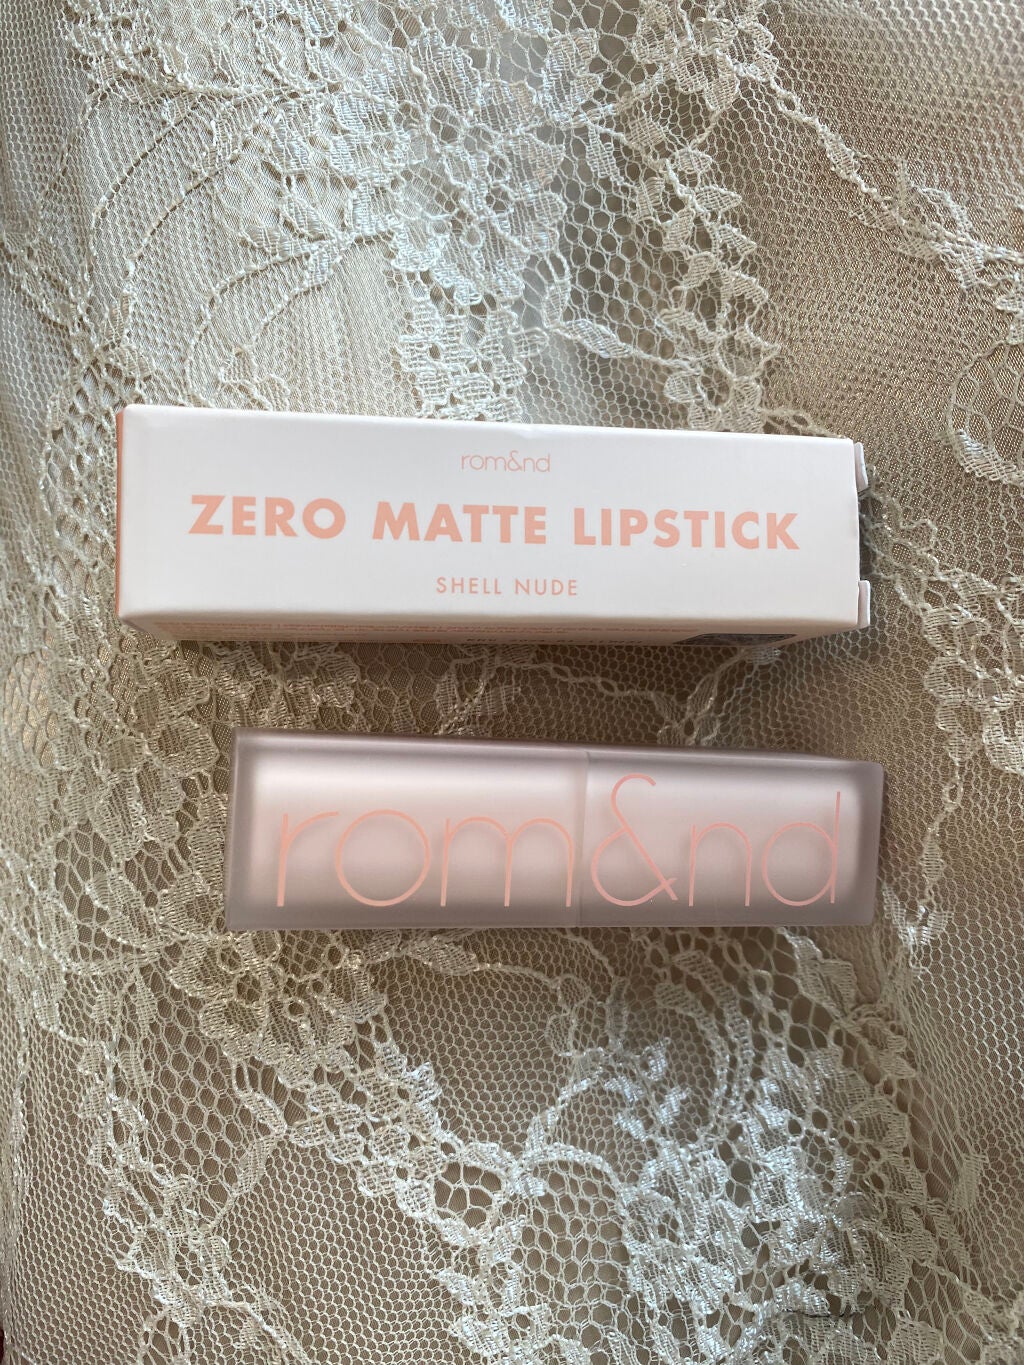 rom&nd
ZERO MATTE LIPSTICK
SHELL NUDE
rom&nd